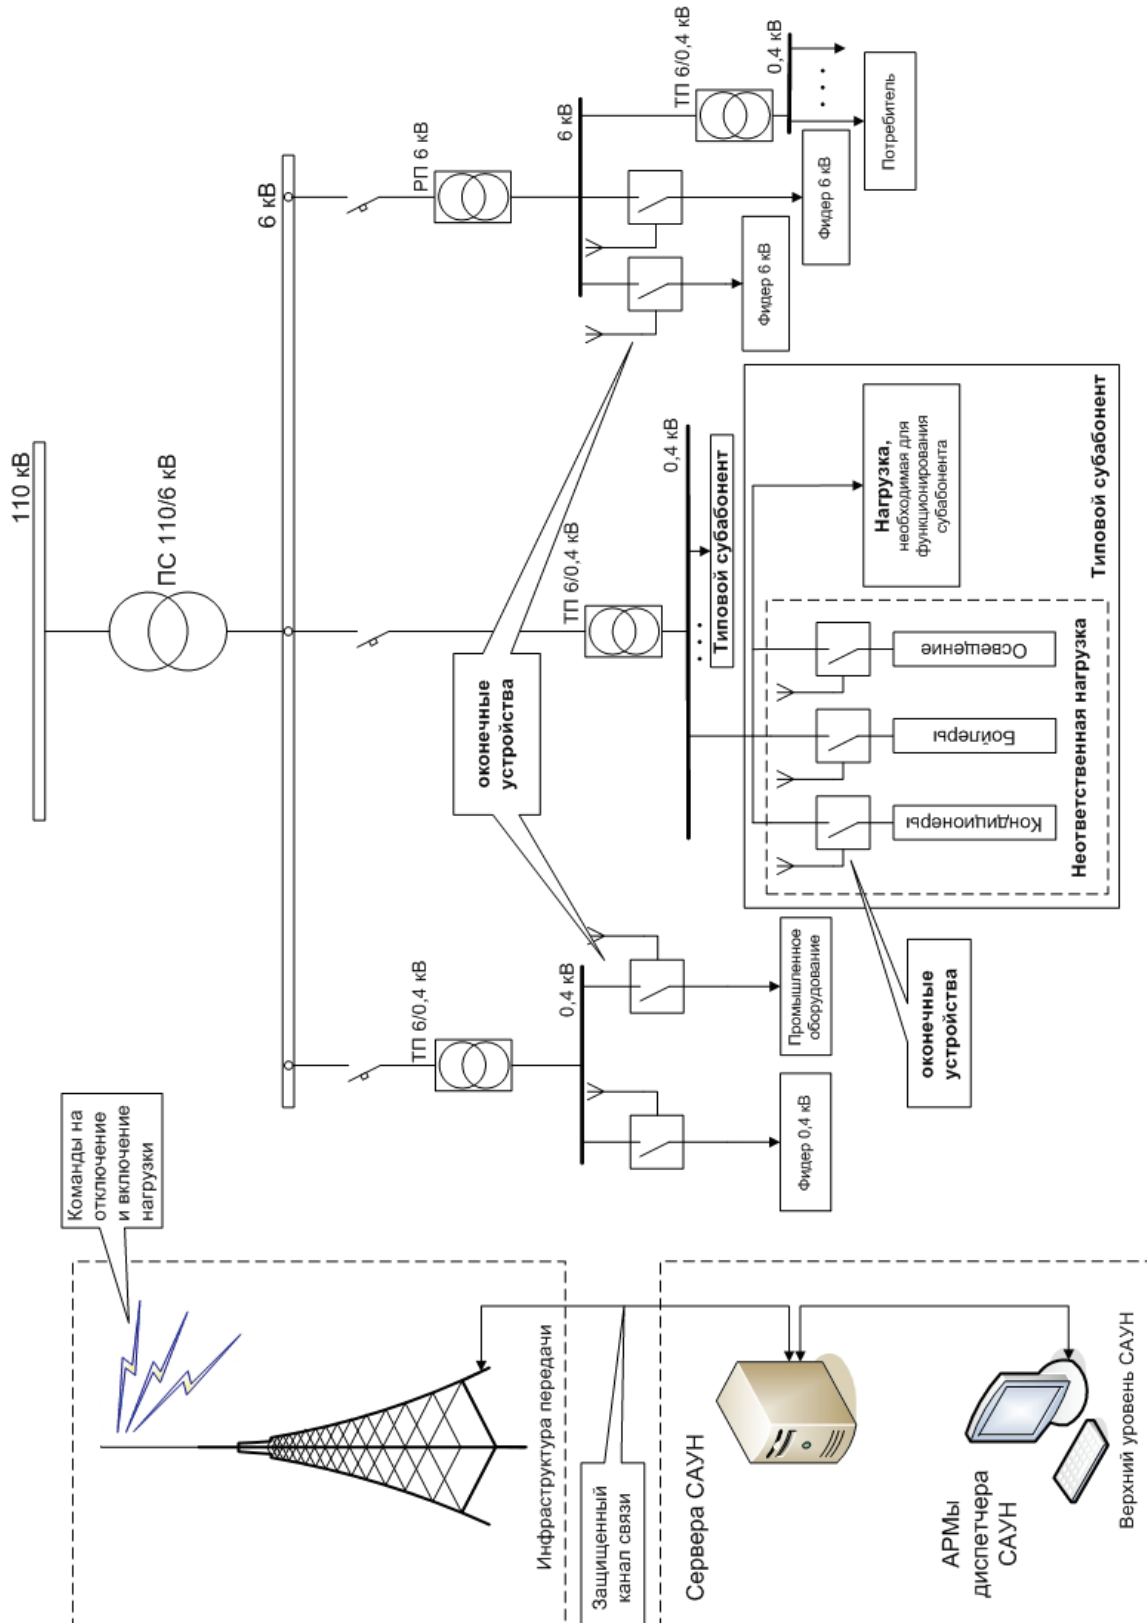 110 кВ
ПС 110/6 кВ
6 кВ
Команды на
отключение
и включение
нагрузки
Инфраструктура передачи
Защищенный
канал связи
Сервера САУН
АРМы
диспетчера
САУН
Верхний уровень САУН
ТП 6/0,4 кВ
0,4 кВ
Фидер 0,4 кВ
Промышленное
оборудование
оконечные
устройства
ТП 6/0,4 кВ
0,4 кВ
Типовой субабонент
Кондиционеры
Бойлеры
Освещение
Неответственная нагрузка
Нагрузка,
необходимая для
функционирования
субабонента
Типовой субабонент
оконечные
устройства
РП 6 кВ
6 кВ
Фидер 6 кВ
Фидер 6 кВ
ТП 6/0,4 кВ
0,4 кВ
Потребитель